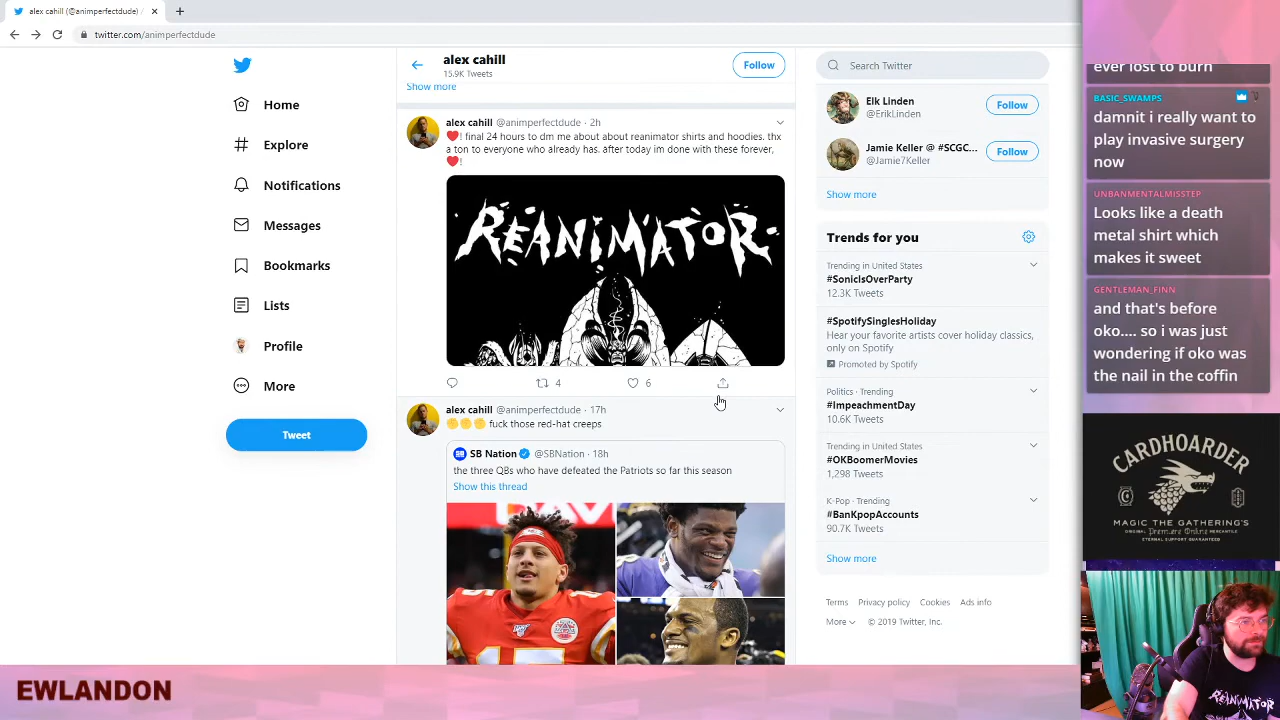 alex cahill (@animperfectdude) /
twitter.com/animperfectdude
alex cahill
15.9K Tweets
Follow
Show more
Home
Explore
Notifications
Messages
Bookmarks
Lists
Profile
More
Tweet
alex cahill @animperfectdude · 2h
! final 24 hours to dm me about about reanimator shirts and hoodies. thx
a ton to everyone who already has. after today im done with these forever,
!
REANIMATOR
4
6
alex cahill @animperfectdude · 17h
fuck those red-hat creeps
SB Nation @SBNation · 18h
the three QBs who have defeated the Patriots so far this season
Show this thread
Search Twitter
Elk Linden
@ErikLinden
Follow
Jamie Keller @ #SCGC...
@Jamie7Keller
Follow
Show more
Trends for you
Trending in United States
#SonicIsOverParty
12.3K Tweets
#SpotifySinglesHoliday
Hear your favorite artists cover holiday classics,
only on Spotify
Promoted by Spotify
Politics · Trending
#ImpeachmentDay
10.6K Tweets
Trending in United States
#OKBoomerMovies
1,298 Tweets
K-Pop · Trending
#BanKpopAccounts
90.7K Tweets
Show more
Terms Privacy policy Cookies Ads info
More © 2019 Twitter, Inc.
ever lost to burn
BASIC_SWAMPS
damnit i really want to
play invasive surgery
now
UNBANMENTALMISSTEP
Looks like a death
metal shirt which
makes it sweet
GENTLEMAN_FINN
and that's before
oko.... so i was just
wondering if oko was
the nail in the coffin
CARDHOARDER
MAGIC THE GATHERING'S
ORIGINAL Premiere Online MERCANTILE
ETERNAL SUPPORT GUARANTEED
REANIMATOR
EWLANDON